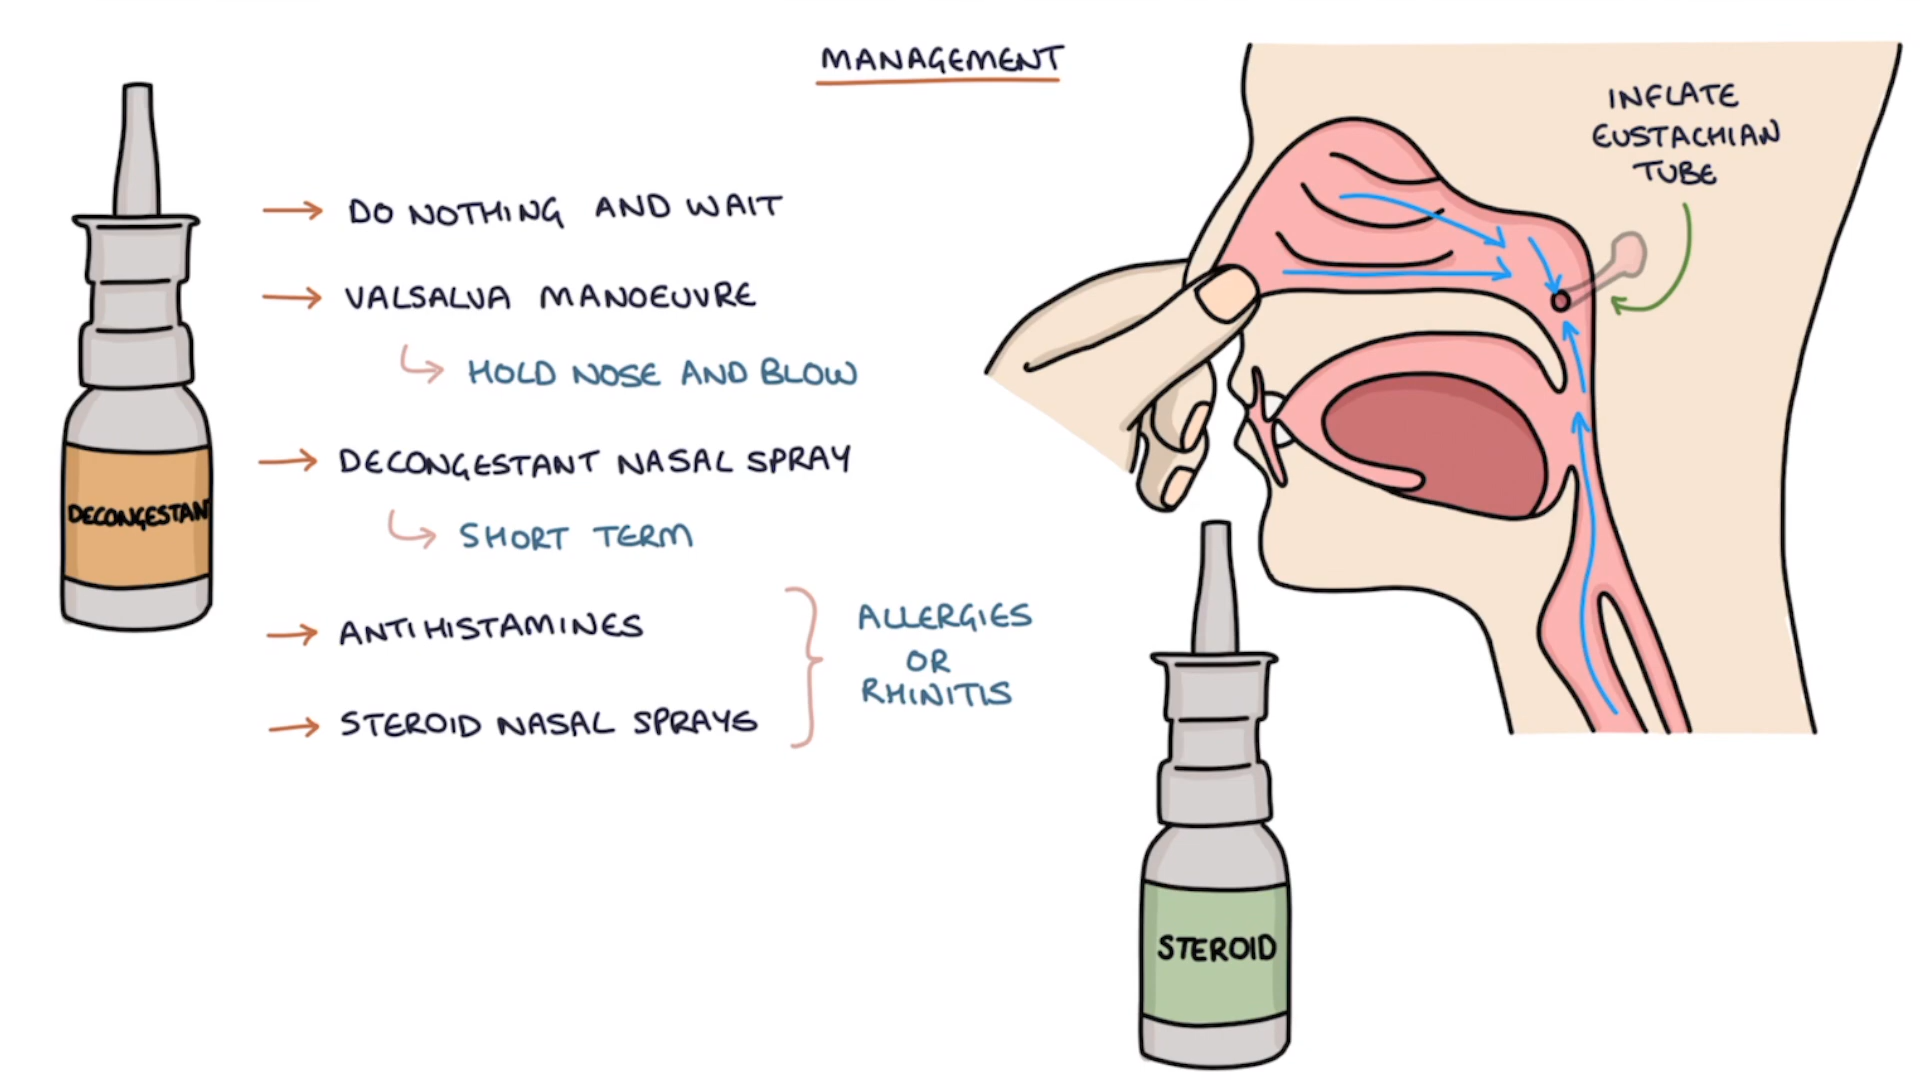 MANAGEMENT
INFLATE
EUSTACHIAN
TUBE
DO NOTHING AND WAIT
VALSALVA MANOEUVRE
HOLD NOSE AND BLOW
DECONGESTANT NASAL SPRAY
SHORT TERM
ANTIHISTAMINES
STEROID NASAL SPRAYS
ALLERGIES
OR
RHINITIS
DECONGESTANT
STEROID